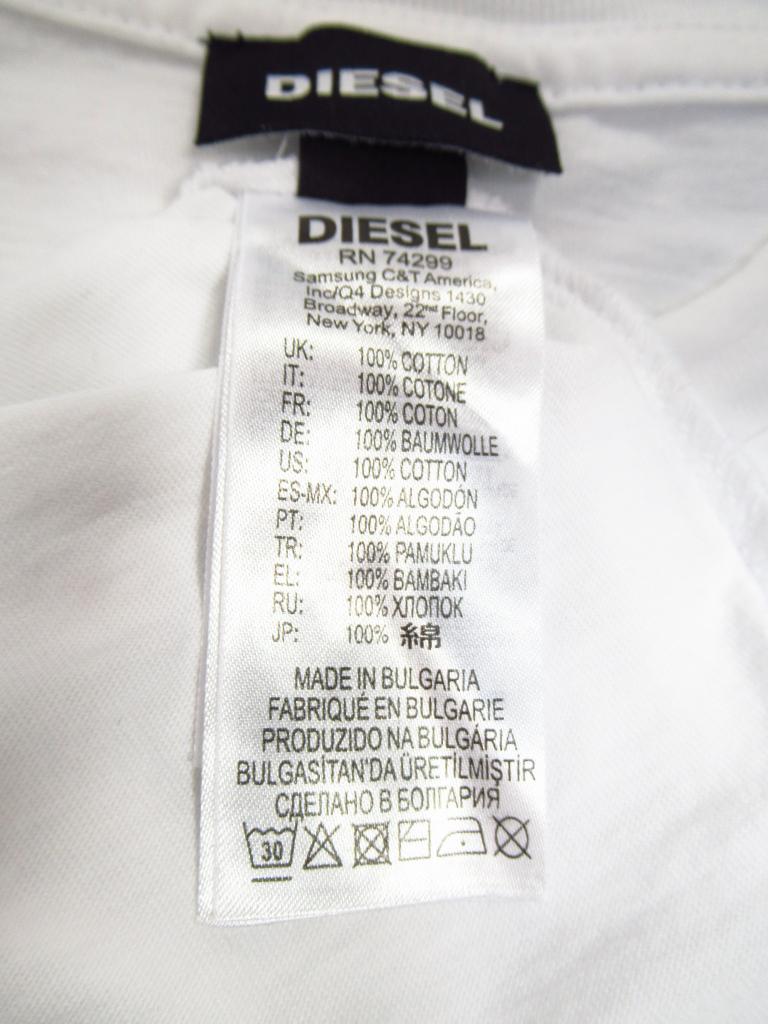 DIESEL
DIESEL
RN 74299
Samsung C&T America,
Inc/Q4 Designs 1430
Broadway, 22nd Floor,
New York, NY 10018
UK: 100% COTTON
IT: 100% COTONE
FR: 100% COTON
DE: 100% BAUMWOLLE
US: 100% COTTON
ES-MX: 100% ALGODÓN
PT: 100% ALGODÃO
TR: 100% PAMUKLU
EL: 100% BAMBAKI
RU: 100% ХЛОПОК
JP: 100% 綿
MADE IN BULGARIA
FABRIQUÉ EN BULGARIE
PRODUZIDO NA BULGÁRIA
BULGASİTAN'DA ÜRETİLMİŞTİR
СДЕЛАНО В БОЛГАРИЯ
30